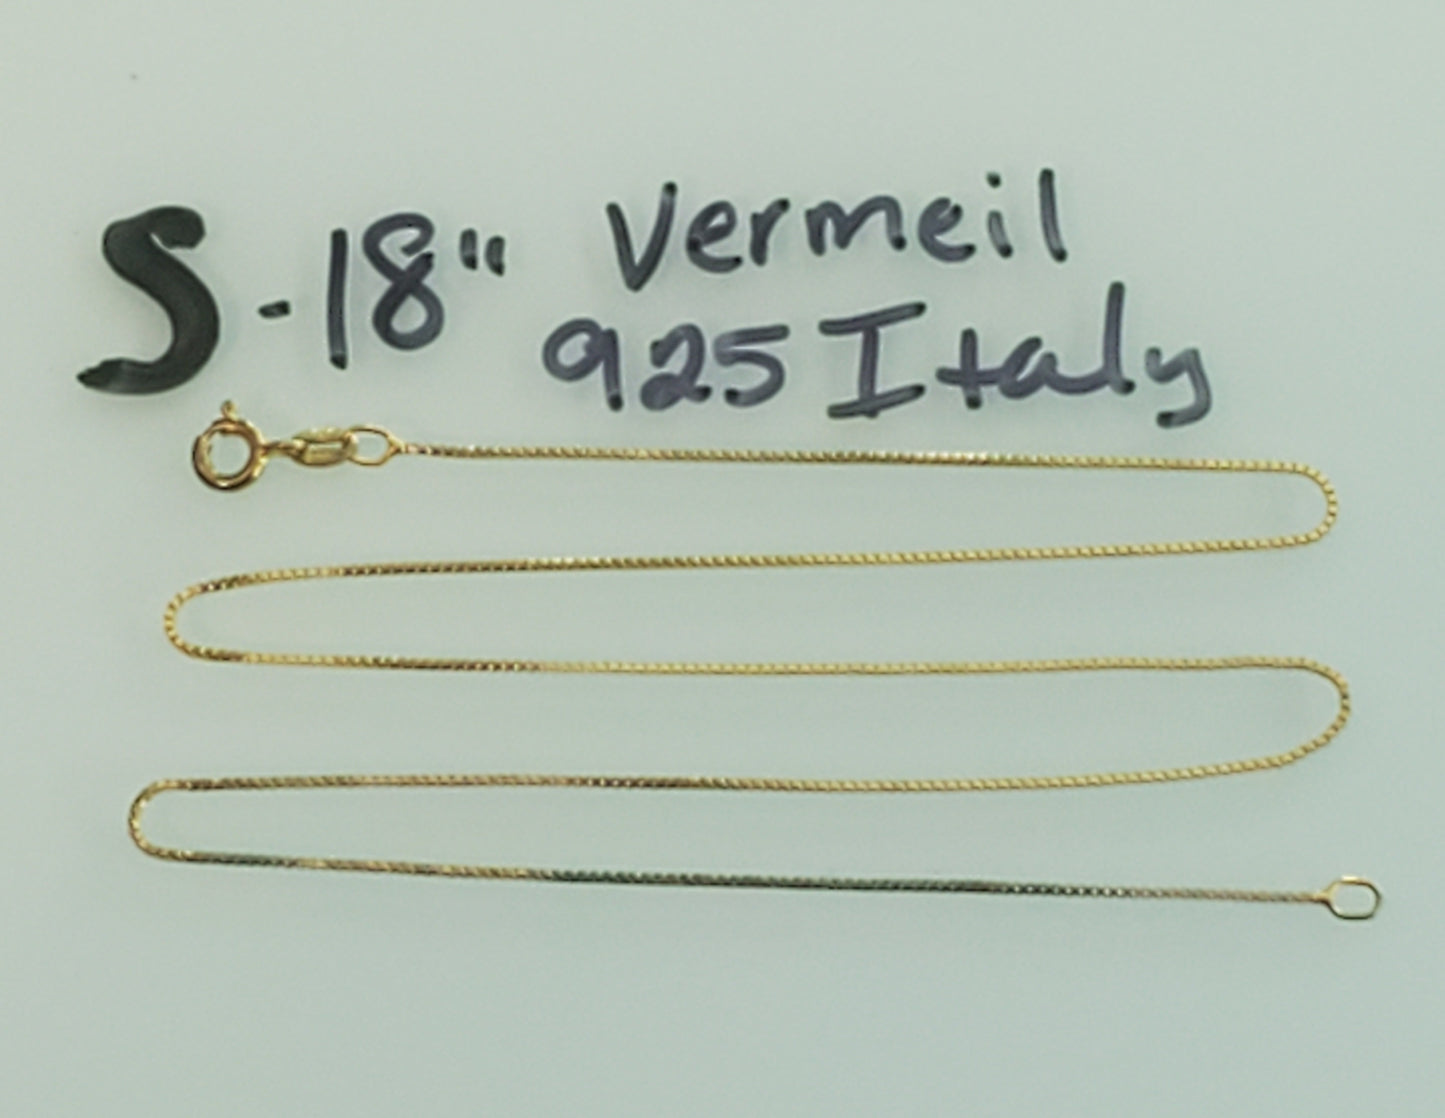 S - 18" Vermeil
925 Italy